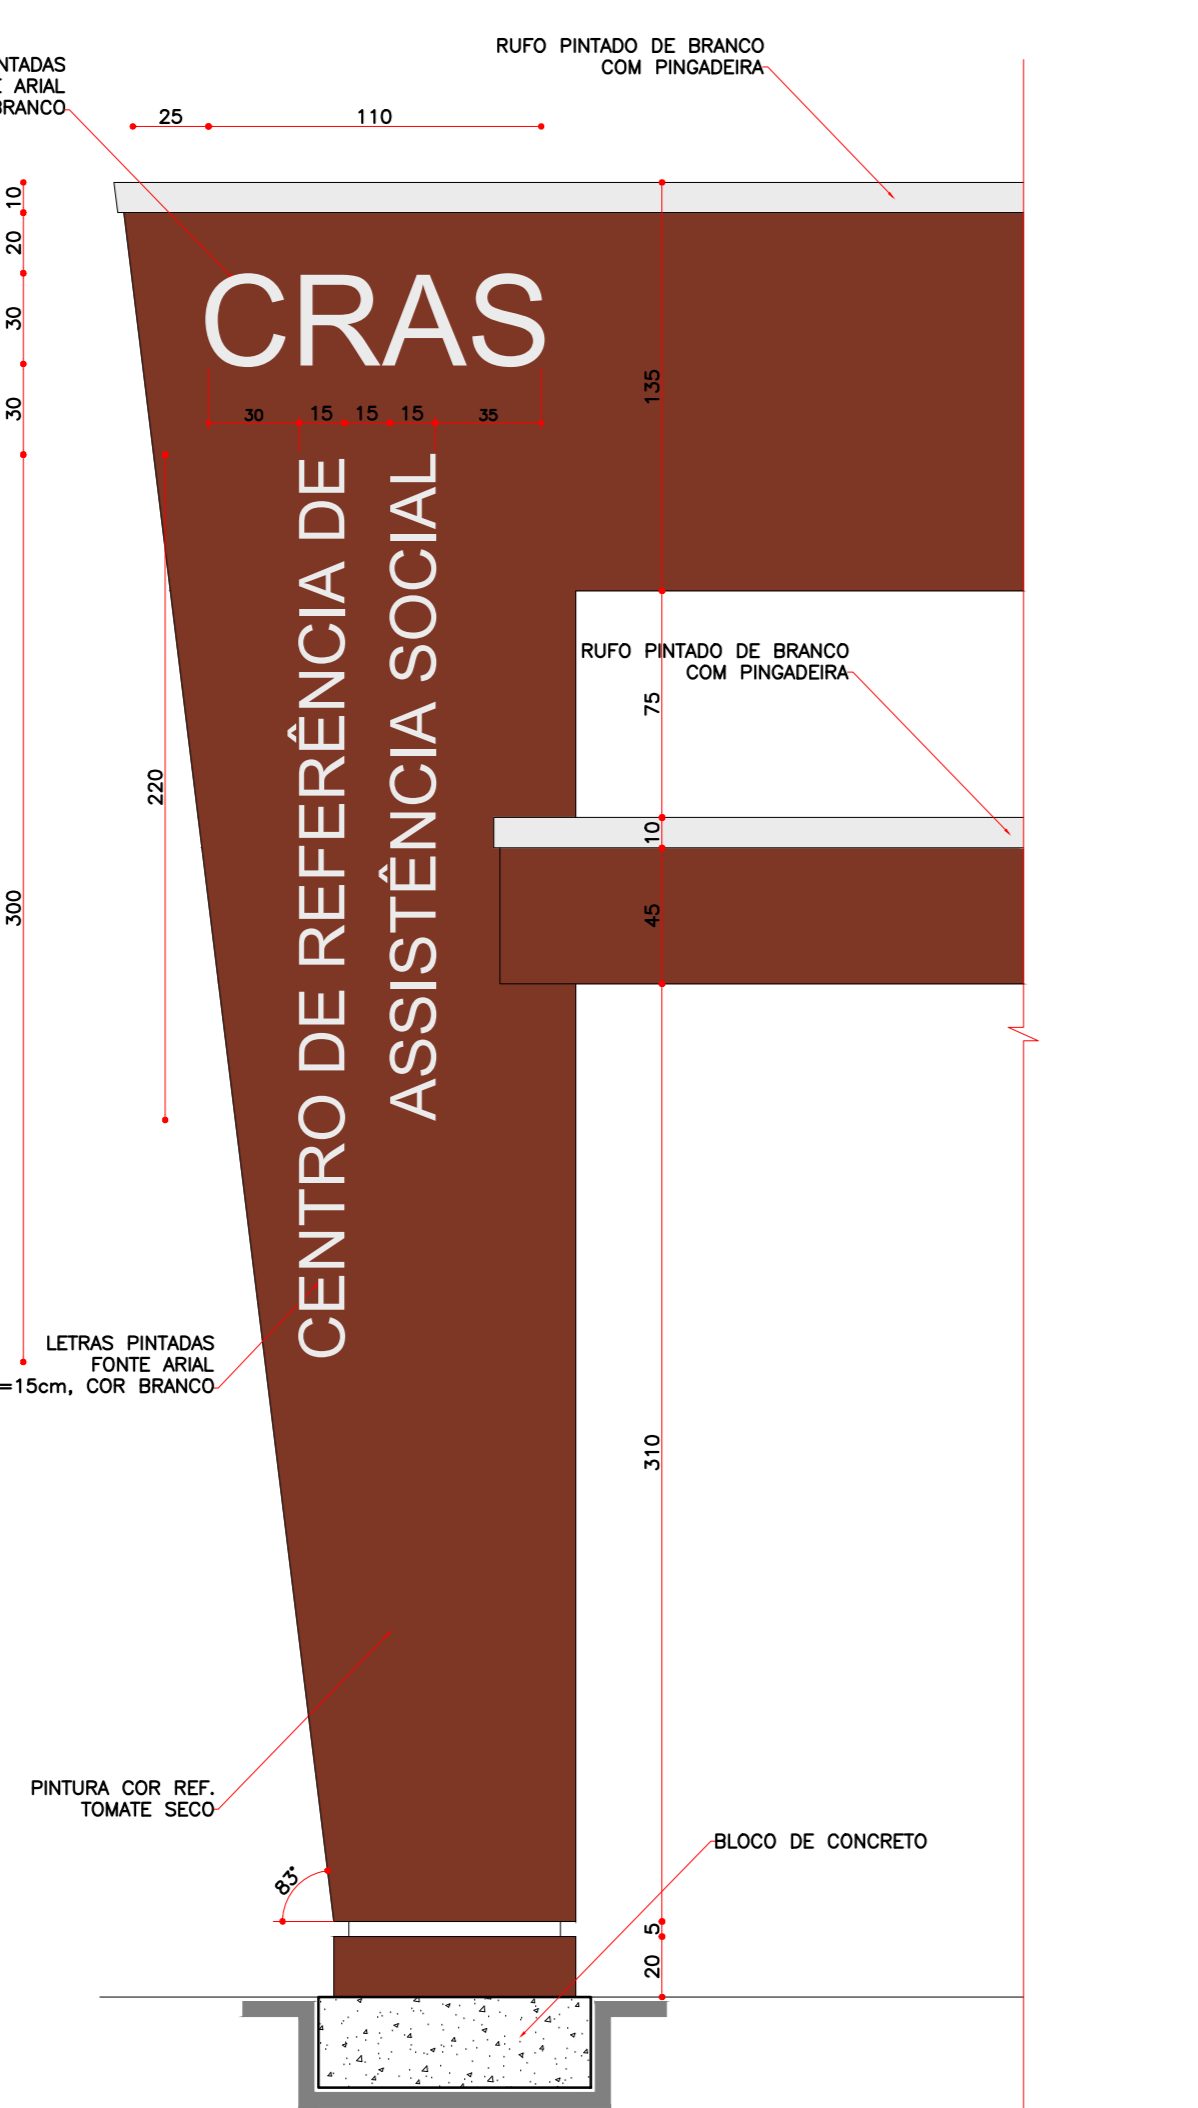 RUFO PINTADO DE BRANCO
COM PINGADEIRA
ARIAL
25
110
10
20
30
30
300
220
CRAS
30
15
15
15
35
CENTRO DE REFERÊNCIA DE
ASSISTÊNCIA SOCIAL
135
RUFO PINTADO DE BRANCO
COM PINGADEIRA
75
10
45
310
5
20
LETRAS PINTADAS
FONTE ARIAL
=15cm, COR BRANCO
PINTURA COR REF.
TOMATE SECO
83°
BLOCO DE CONCRETO